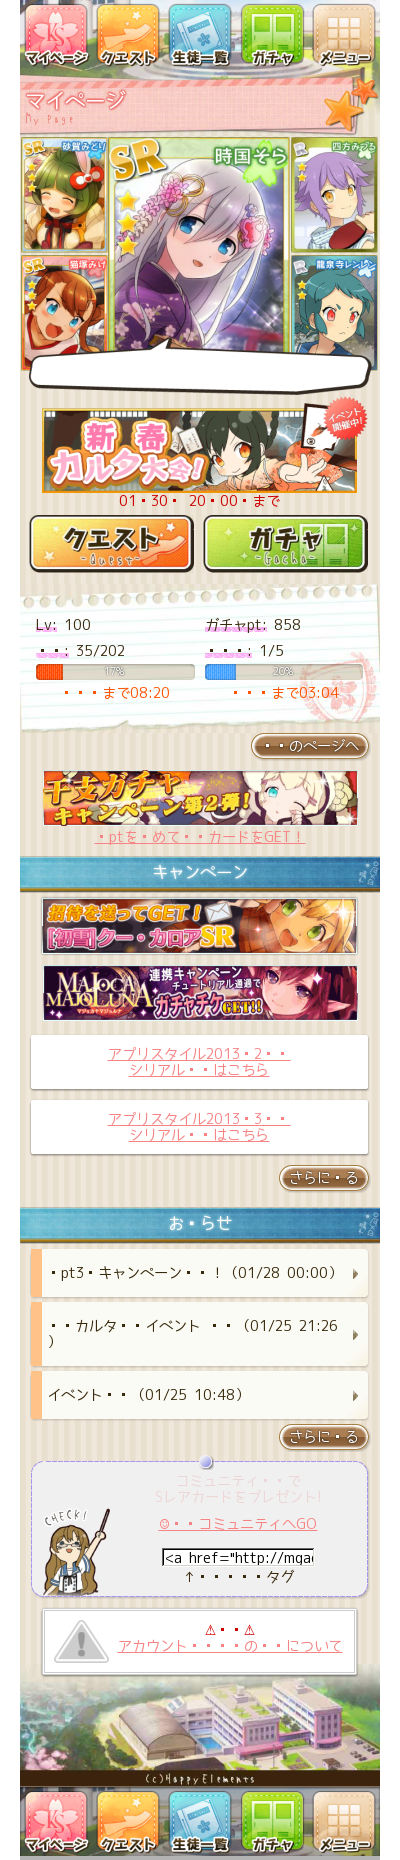 マイページ クエスト 生徒一覧 ガチャ メニュー
マイページ
My Page
SR 砂賀みどり
SR 時国そら
R 四方みづる
SR 猫塚みけ
R 龍泉寺レンレン
新春
カルタ大会!
イベント
開催中!
01・30・ 20・00・まで
クエスト
-Quest-
ガチャ
-Gacha-
Lv: 100
ガチャpt: 858
・・: 35/202
・・・: 1/5
17%
20%
・・・まで08:20
・・・まで03:04
・・のページへ
干支ガチャ
キャンペーン第2弾!
・ptを・めて・・カードをGET!
キャンペーン
招待を送ってGET!
[初雪]クー・カロアSR
MAJOCA
MAJOLUNA
マジョカマジョルナ
連携キャンペーン
チュートリアル通過で
ガチャチケGET!!
アプリスタイル2013・2・・
シリアル・・はこちら
アプリスタイル2013・3・・
シリアル・・はこちら
さらに・る
お・らせ
・pt3・キャンペーン・・！（01/28 00:00）
・・カルタ・・イベント ・・（01/25 21:26
）
イベント・・（01/25 10:48）
さらに・る
コミュニティ・・で
Sレアカードをプレゼント!
CHECK!
☺・・コミュニティへGO
<a href="http://mgac
↑・・・・・タグ
⚠・・⚠
アカウント・・・・の・・について
(c)HappyElements
マイページ クエスト 生徒一覧 ガチャ メニュー